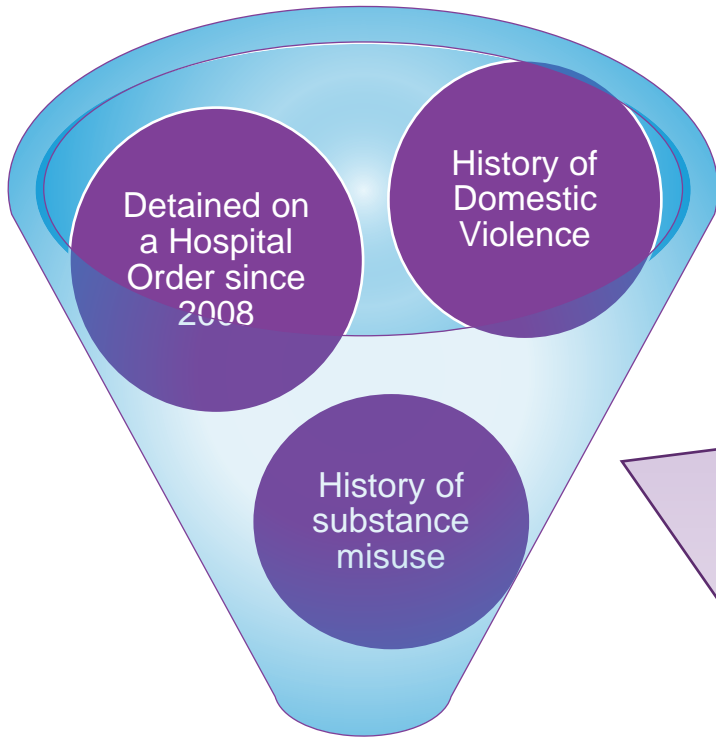 Detained on
a Hospital
Order since
2008
History of
Domestic
Violence
History of
substance
misuse